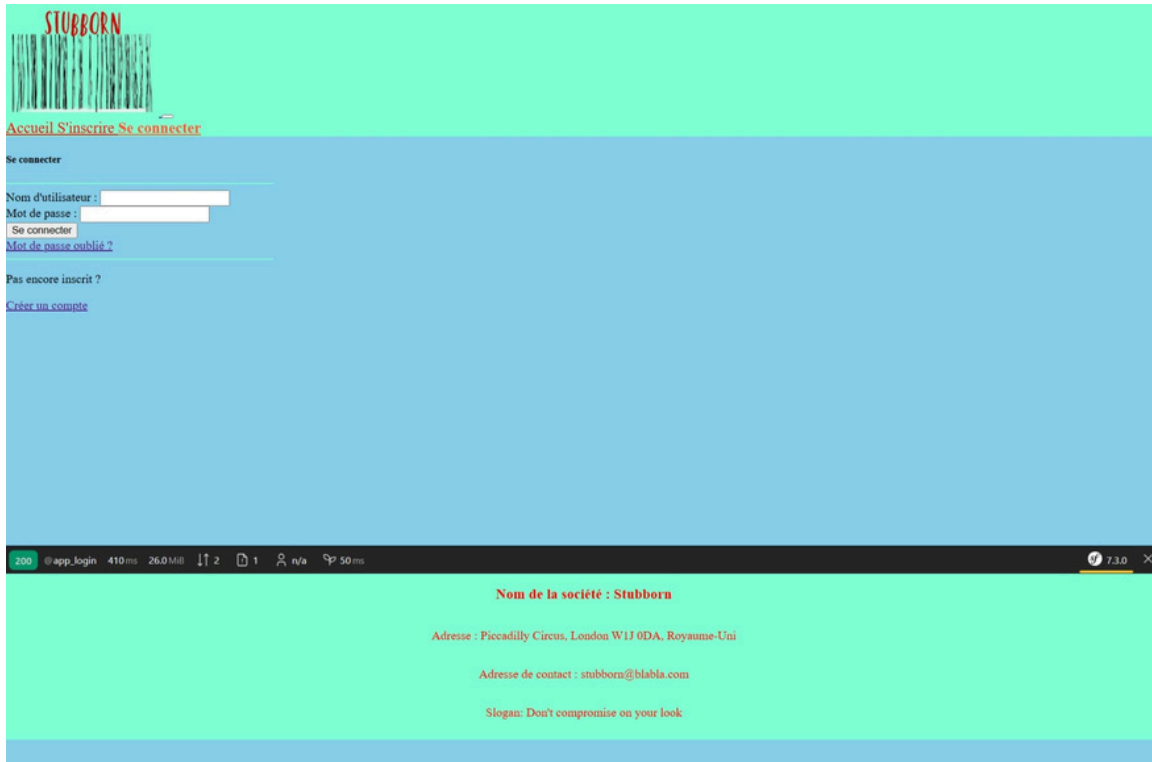 STUBBORN
Accueil S'inscrire Se connecter
Se connecter
Nom d'utilisateur :
Mot de passe :
Se connecter
Mot de passe oublié ?
Pas encore inscrit ?
Créer un compte
200 @app_login 410 ms 26.0 MiB 2 1 n/a 50 ms sf 7.3.0
Nom de la société : Stubborn
Adresse : Piccadilly Circus, London W1J 0DA, Royaume-Uni
Adresse de contact : stubborn@blabla.com
Slogan: Don't compromise on your look